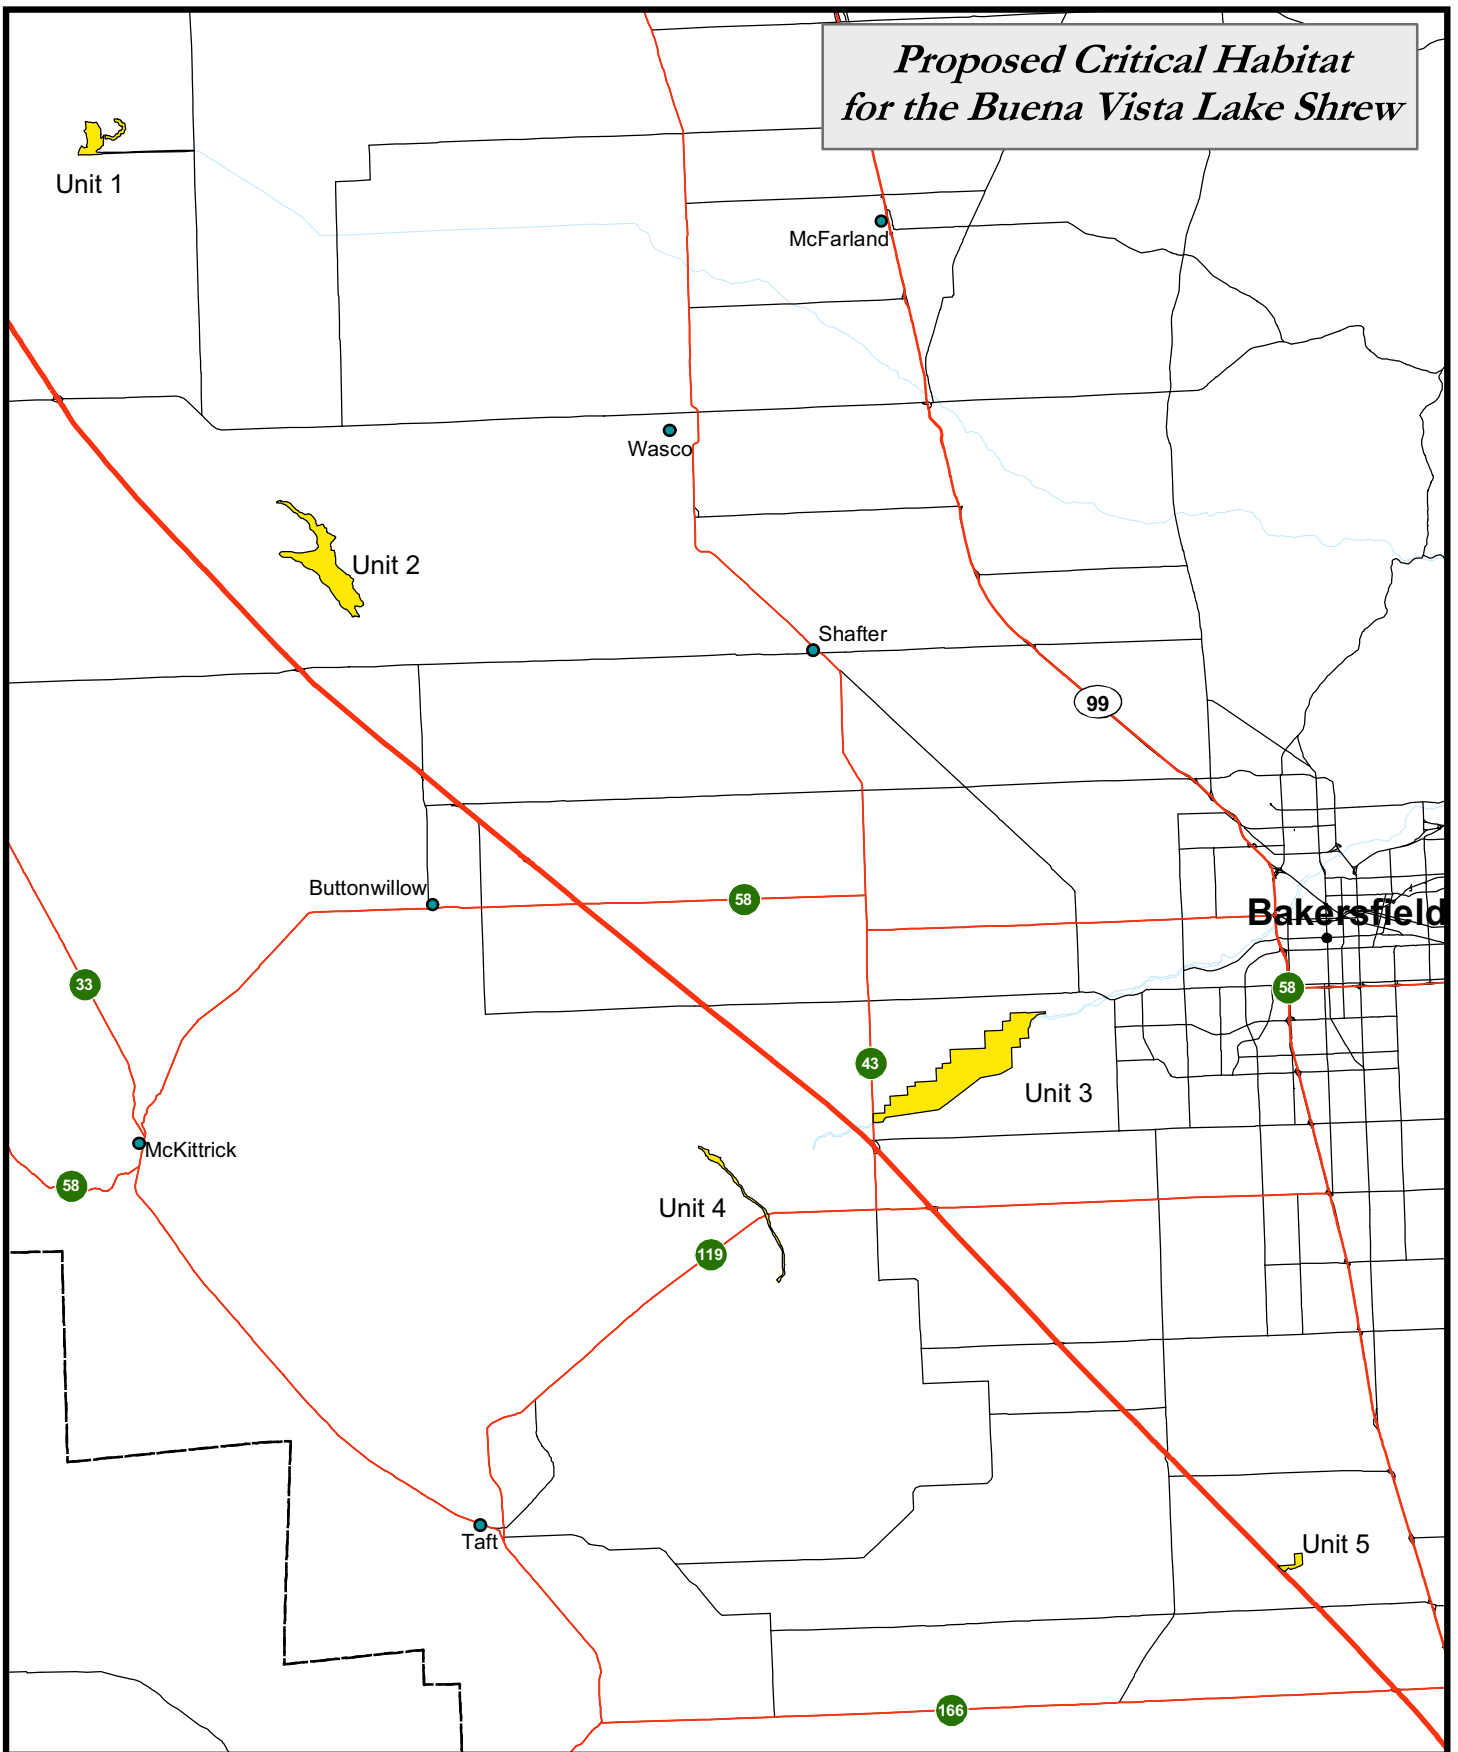 Proposed Critical Habitat
for the Buena Vista Lake Shrew
Unit 1
McFarland
Wasco
Unit 2
Shafter
99
Buttonwillow
58
Bakersfield
33
58
43
Unit 3
McKittrick
58
Unit 4
119
Taft
Unit 5
166